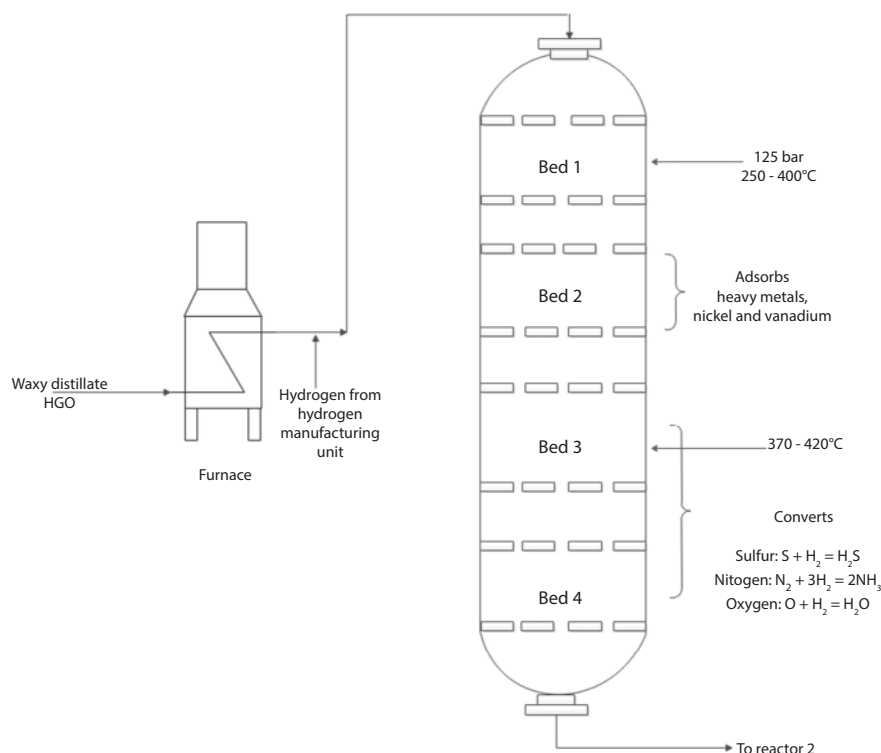 Bed 1
125 bar
250 - 400°C
Bed 2
Adsorbs
heavy metals,
nickel and vanadium
Waxy distillate
HGO
Hydrogen from
hydrogen
manufacturing
unit
Furnace
Bed 3
370 - 420°C
Converts
Sulfur: S + H₂ = H₂S
Nitogen: N₂ + 3H₂ = 2NH₃
Oxygen: O + H₂ = H₂O
Bed 4
To reactor 2